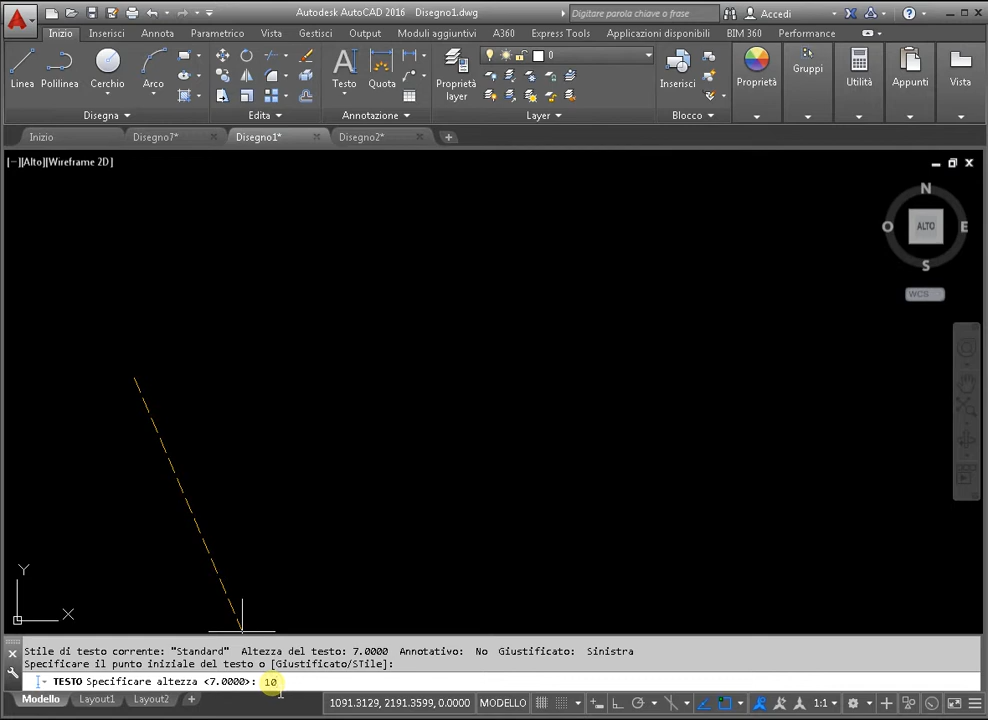 Autodesk AutoCAD 2016 Disegno1.dwg
Digitare parola chiave o frase
Accedi
Inizio Inserisci Annota Parametrico Vista Gestisci Output Moduli aggiuntivi A360 Express Tools Applicazioni disponibili BIM 360 Performance
0
Linea Polilinea Cerchio Arco Testo Quota Proprietà layer Inserisci Proprietà Gruppi Utilità Appunti Vista
Disegna Edita Annotazione Layer Blocco
Inizio Disegno7* Disegno1* Disegno2*
[−][Alto][Wireframe 2D]
N
O ALTO E
S
WCS
Y
X
Stile di testo corrente: "Standard" Altezza del testo: 7.0000 Annotativo: No Giustificato: Sinistra
Specificare il punto iniziale del testo o [Giustificato/STile]:
TESTO Specificare altezza <7.0000>: 10
Modello Layout1 Layout2 + 1091.3129, 2191.3599, 0.0000 MODELLO 1:1